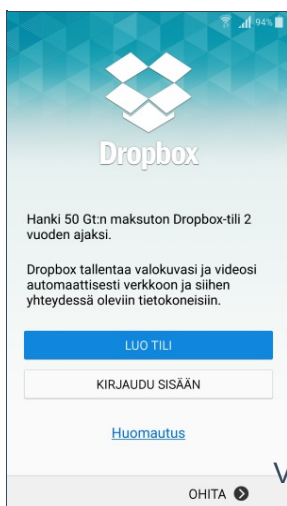 94%
Dropbox
Hanki 50 Gt:n maksuton Dropbox-tili 2
vuoden ajaksi.
Dropbox tallentaa valokuvasi ja videosi
automaattisesti verkkoon ja siihen
yhteydessä oleviin tietokoneisiin.
LUO TILI
KIRJAUDU SISÄÄN
Huomautus
V
OHITA